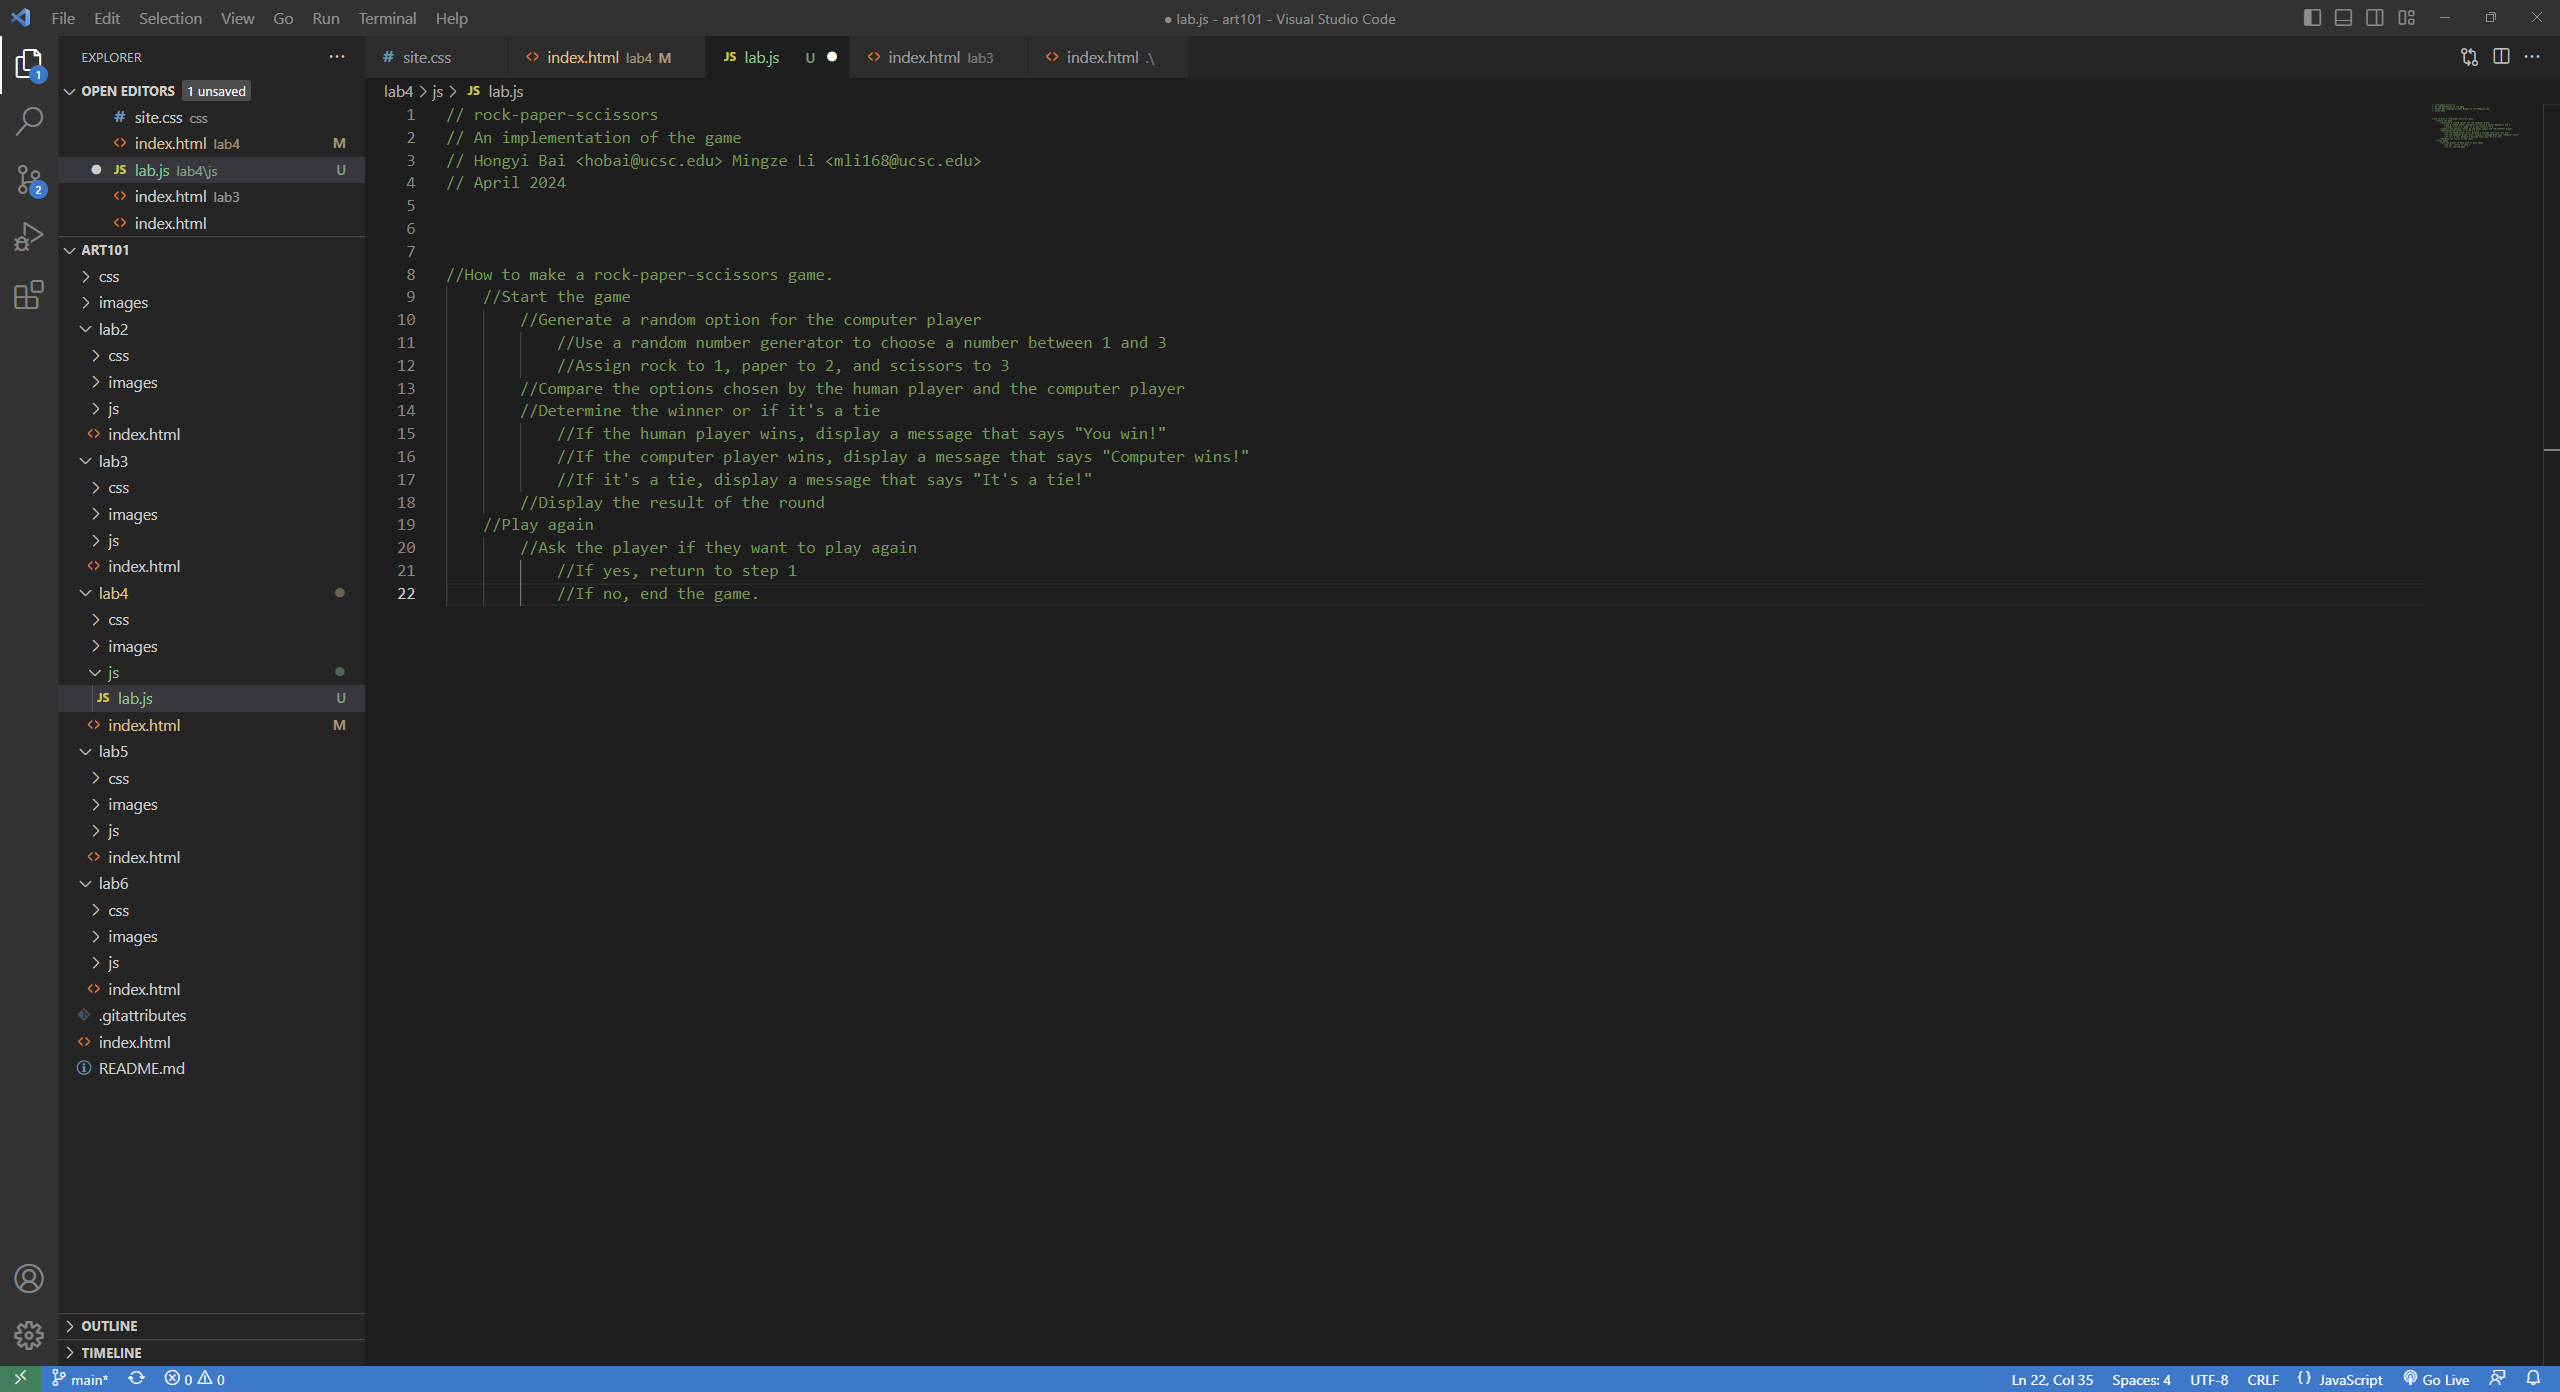 File Edit Selection View Go Run Terminal Help
● lab.js - art101 - Visual Studio Code
EXPLORER
OPEN EDITORS 1 unsaved
# site.css css
<> index.html lab4 M
● JS lab.js lab4\js U
<> index.html lab3
<> index.html
ART101
css
images
lab2
css
images
js
<> index.html
lab3
css
images
js
<> index.html
lab4
css
images
js
JS lab.js U
<> index.html M
lab5
css
images
js
<> index.html
lab6
css
images
js
<> index.html
.gitattributes
<> index.html
README.md
OUTLINE
TIMELINE
# site.css <> index.html lab4 M JS lab.js U ● <> index.html lab3 <> index.html .\
lab4 > js > JS lab.js
1 // rock-paper-sccissors
2 // An implementation of the game
3 // Hongyi Bai <hobai@ucsc.edu> Mingze Li <mli168@ucsc.edu>
4 // April 2024
5
6
7
8 //How to make a rock-paper-sccissors game.
9 //Start the game
10 //Generate a random option for the computer player
11 //Use a random number generator to choose a number between 1 and 3
12 //Assign rock to 1, paper to 2, and scissors to 3
13 //Compare the options chosen by the human player and the computer player
14 //Determine the winner or if it's a tie
15 //If the human player wins, display a message that says "You win!"
16 //If the computer player wins, display a message that says "Computer wins!"
17 //If it's a tie, display a message that says "It's a tie!"
18 //Display the result of the round
19 //Play again
20 //Ask the player if they want to play again
21 //If yes, return to step 1
22 //If no, end the game.
1
2
main* 0 0 Ln 22, Col 35 Spaces: 4 UTF-8 CRLF {} JavaScript Go Live